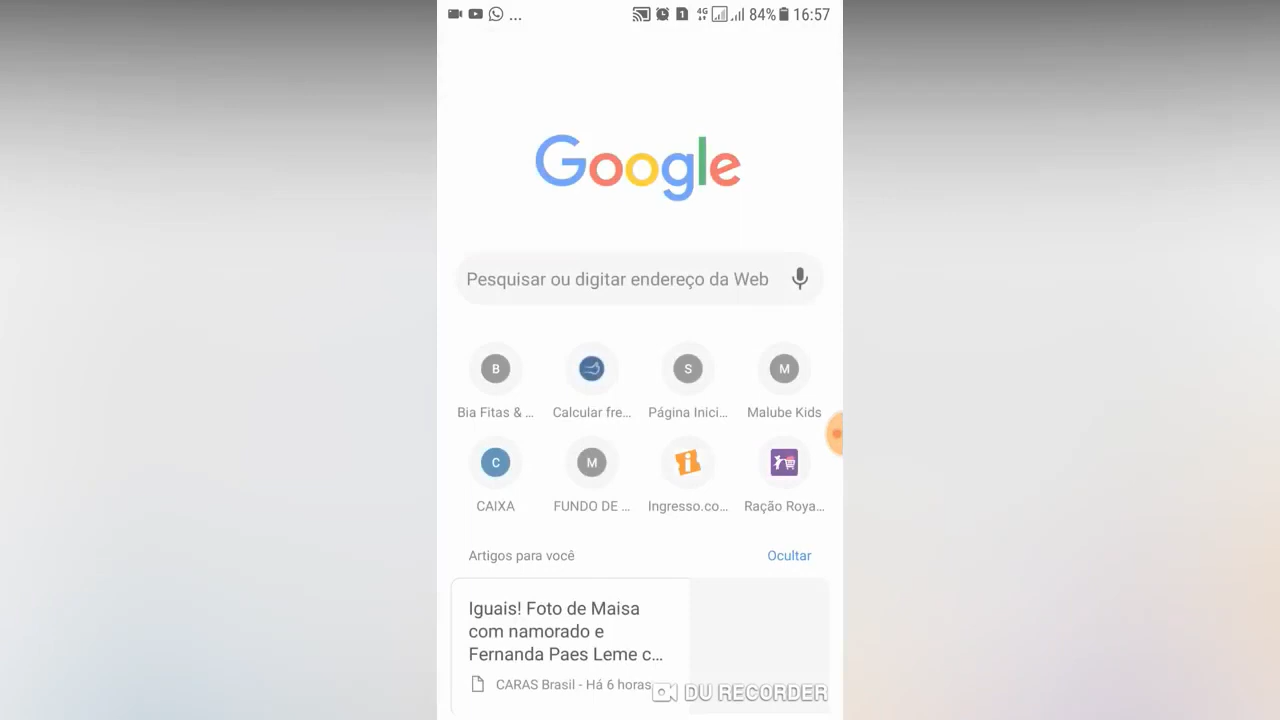 ... 1 4G 84% 16:57
Google
Pesquisar ou digitar endereço da Web
B S M
Bia Fitas & ... Calcular fre... Página Inici... Malube Kids
C M i
CAIXA FUNDO DE ... Ingresso.co... Ração Roya...
Artigos para você Ocultar
Iguais! Foto de Maisa
com namorado e
Fernanda Paes Leme c...
CARAS Brasil - Há 6 horas
DU RECORDER